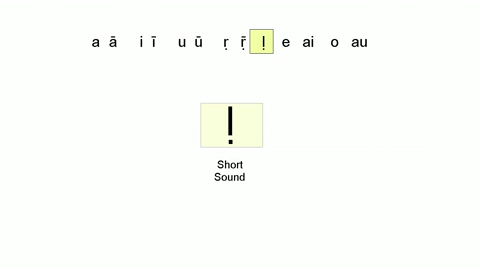 a ā i ī u ū ṛ ṝ ḷ e ai o au
ḷ
Short
Sound